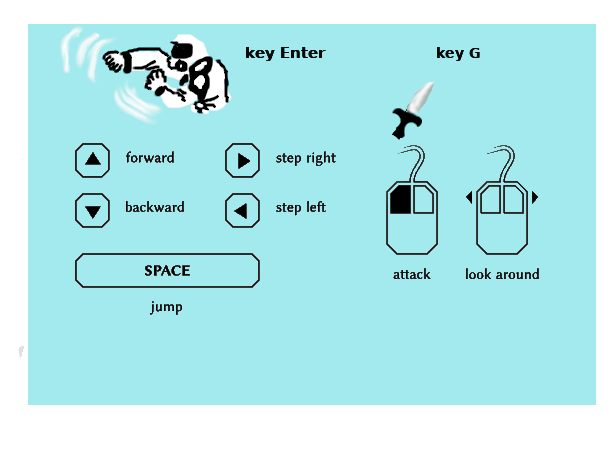 key Enter
key G
forward
step right
backward
step left
SPACE
jump
attack
look around